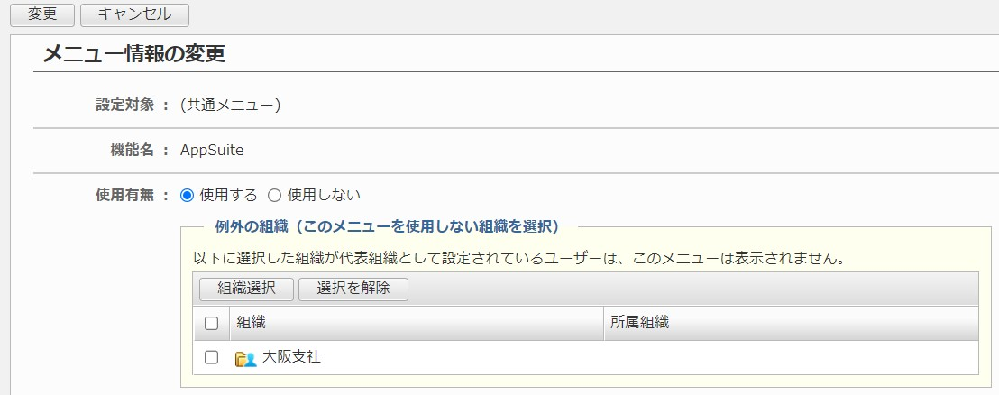 変更 キャンセル
メニュー情報の変更
設定対象 : (共通メニュー)
機能名 : AppSuite
使用有無 : 使用する 使用しない
例外の組織（このメニューを使用しない組織を選択）
以下に選択した組織が代表組織として設定されているユーザーは、このメニューは表示されません。
組織選択 選択を解除
組織 所属組織
大阪支社